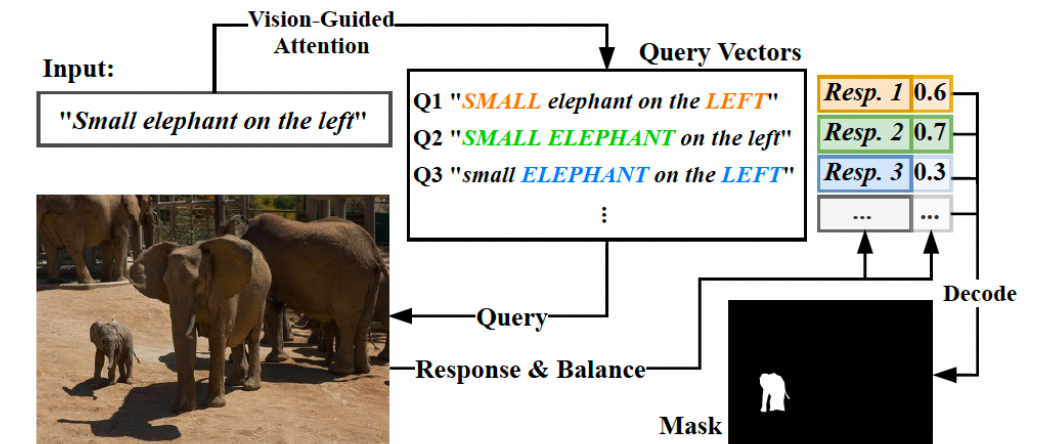 Vision-Guided
Attention
Input:
"Small elephant on the left"
Query Vectors
Q1 "SMALL elephant on the LEFT"
Q2 "SMALL ELEPHANT on the left"
Q3 "small ELEPHANT on the LEFT"
...
Resp. 1 0.6
Resp. 2 0.7
Resp. 3 0.3
... ...
Query
Response & Balance
Decode
Mask